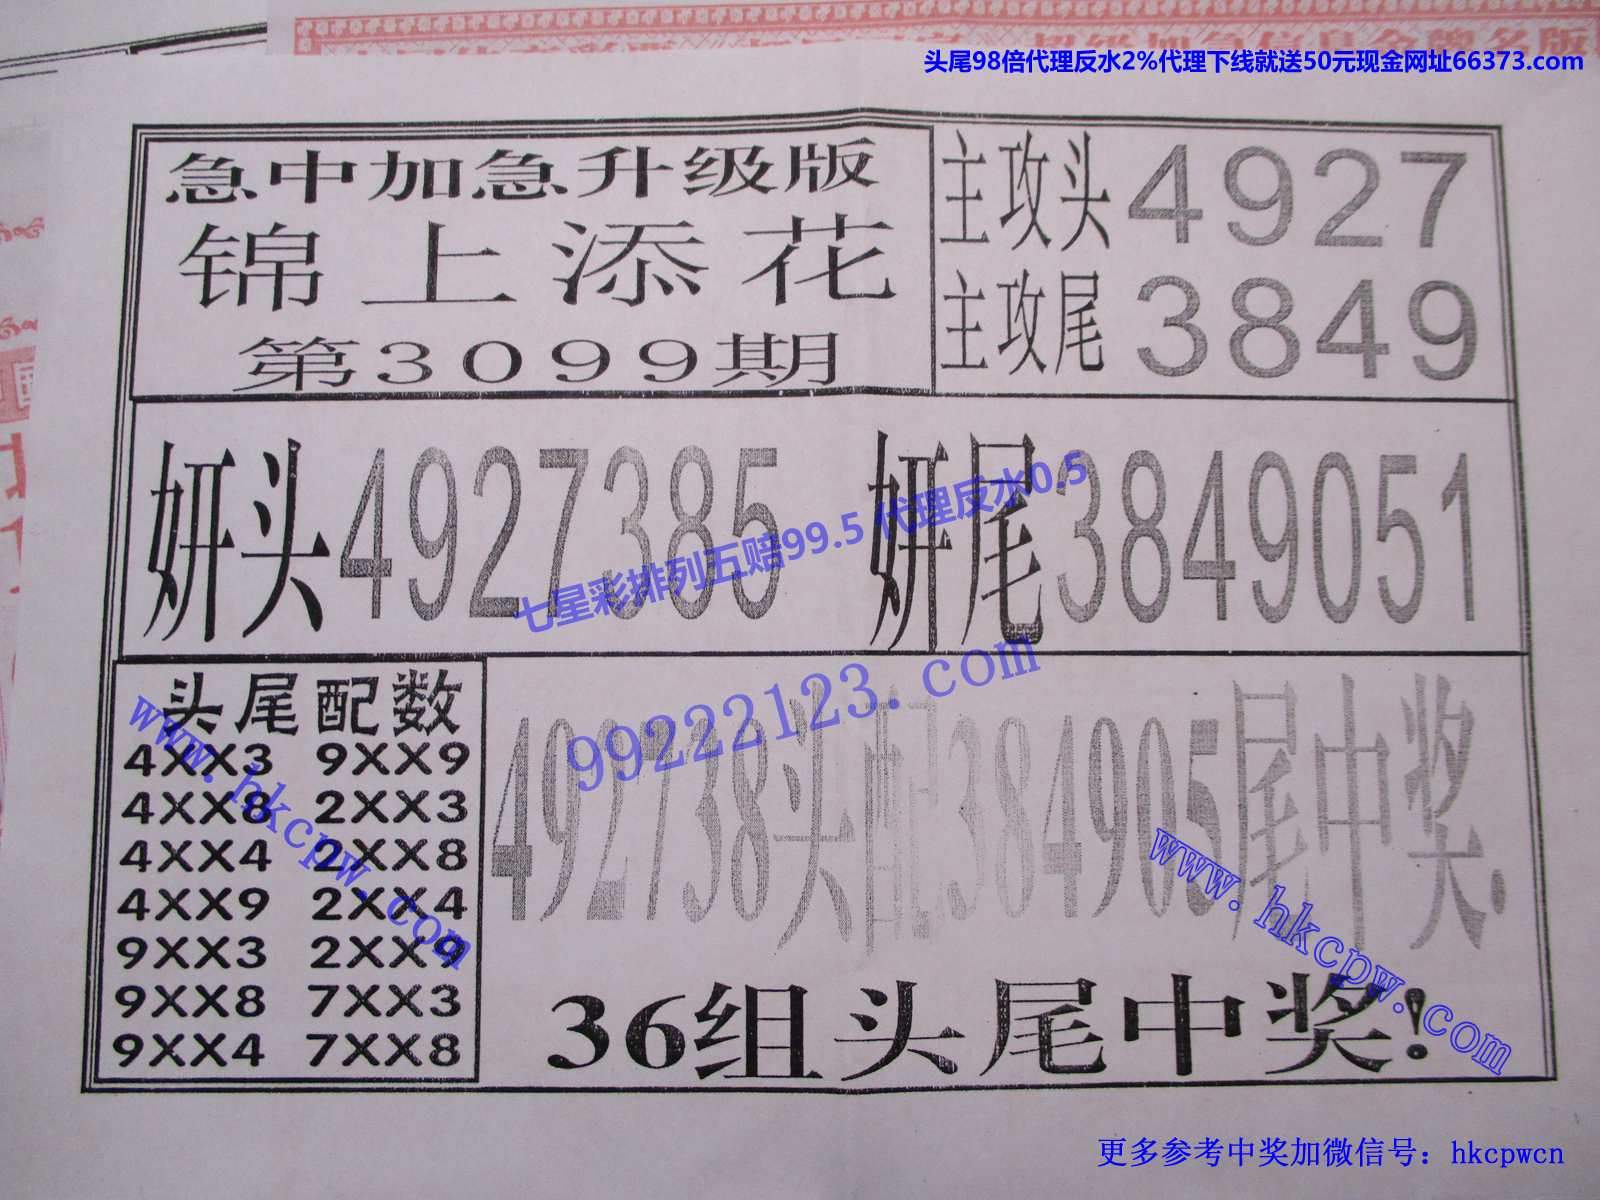 头尾98倍代理反水2%代理下线就送50元现金网址66373.com
急中加急升级版
锦上添花
第3099期
主攻头4927
主攻尾3849
妍头4927385
妍尾3849051
七星彩排列五赔99.5 代理反水0.5
99222123.com
头尾配数
4XX3 9XX9
4XX8 2XX3
4XX4 2XX8
4XX9 2XX4
9XX3 2XX9
9XX8 7XX3
9XX4 7XX8
www.hkcpw.com
492738头配384905尾中奖.
www.hkcpw.com
36组头尾中奖!
更多参考中奖加微信号：hkcpwcn